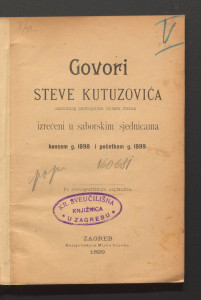 V
Govori
STEVE KUTUZOVIĆA
izrečeni u saborskim sjednicama
koncem g. 1898 i početkom g. 1899
160681
Po stenografskim zapisnicima
KR. SVEUČILIŠNA
KNJIŽNICA
U ZAGREBU
ZAGREB
1899